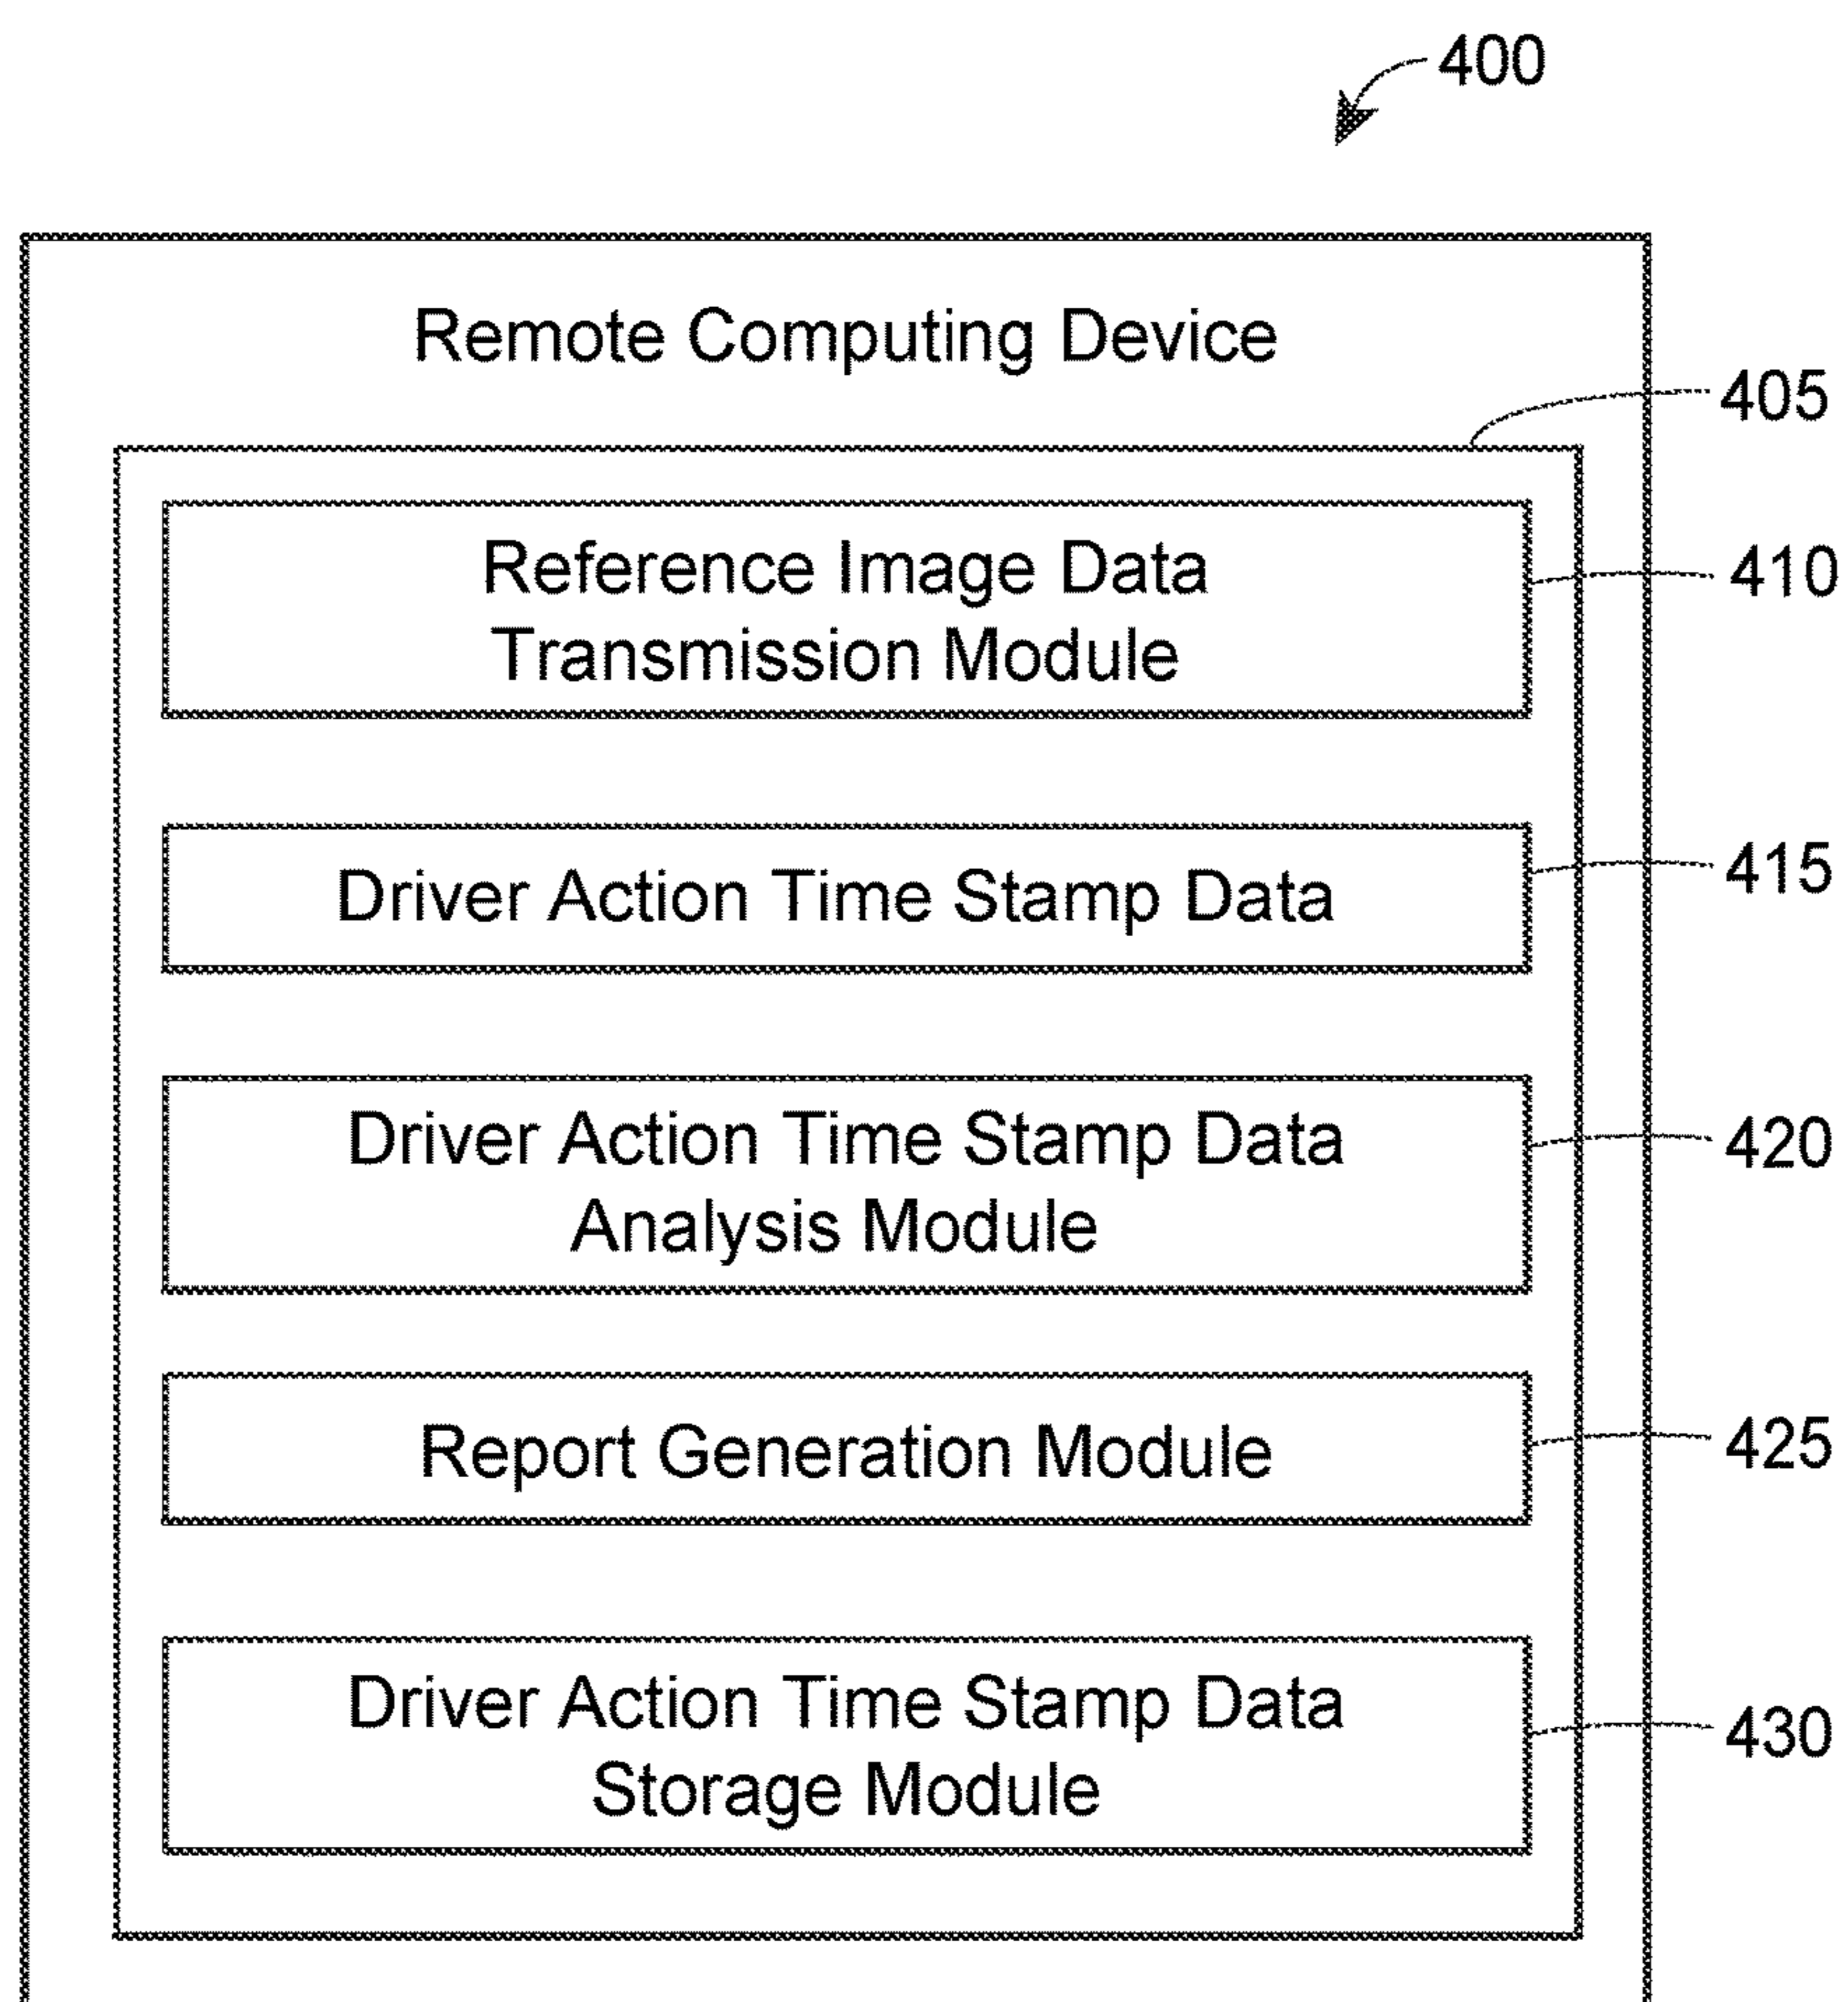 400
Remote Computing Device
405
Reference Image Data
Transmission Module
410
Driver Action Time Stamp Data
415
Driver Action Time Stamp Data
Analysis Module
420
Report Generation Module
425
Driver Action Time Stamp Data
Storage Module
430